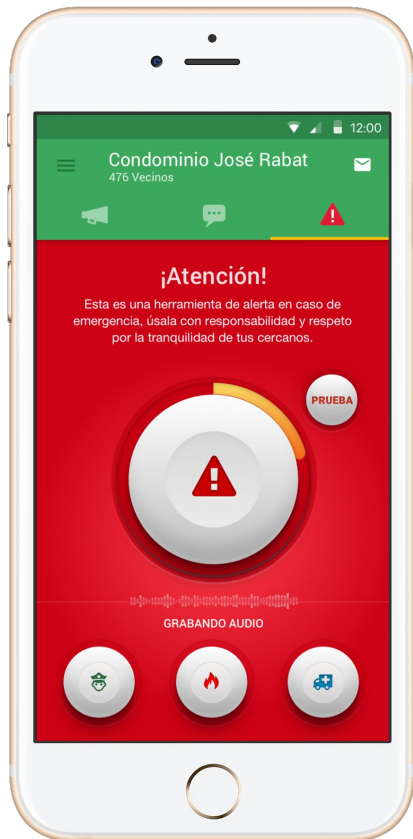 12:00
Condominio José Rabat
476 Vecinos
¡Atención!
Esta es una herramienta de alerta en caso de
emergencia, úsala con responsabilidad y respeto
por la tranquilidad de tus cercanos.
PRUEBA
GRABANDO AUDIO